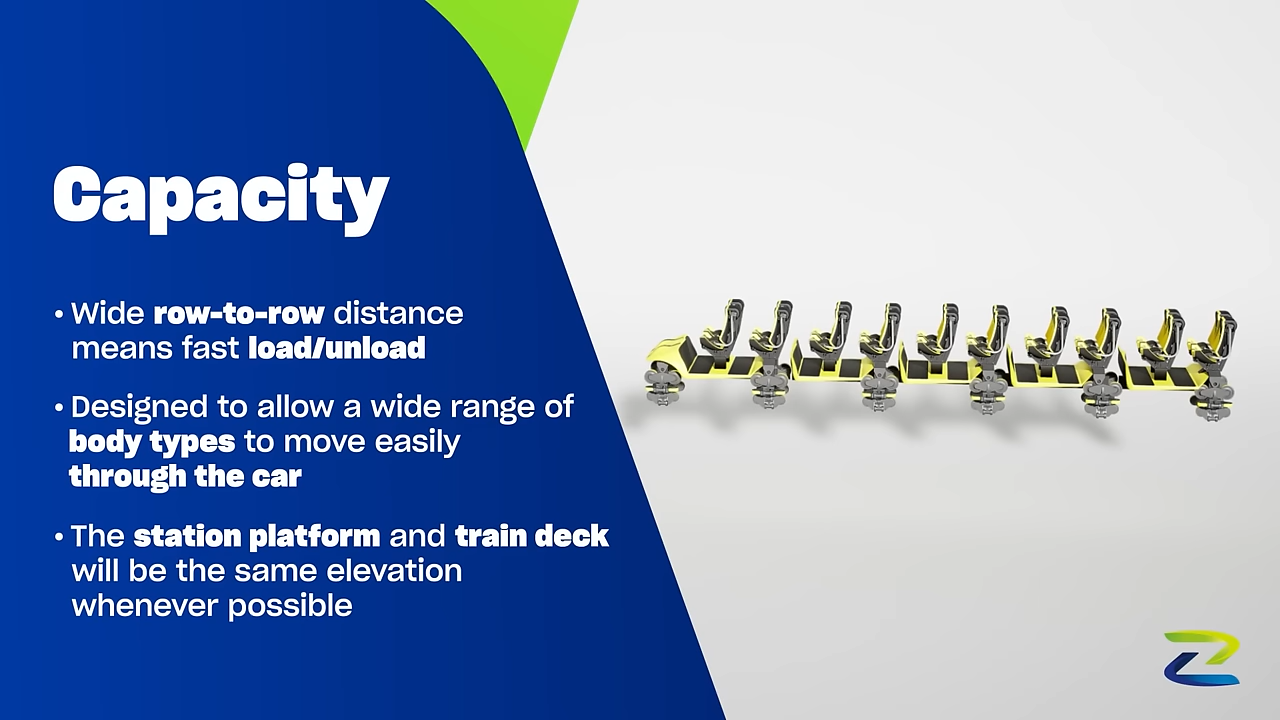 Capacity
• Wide row-to-row distance
means fast load/unload
• Designed to allow a wide range of
body types to move easily
through the car
• The station platform and train deck
will be the same elevation
whenever possible